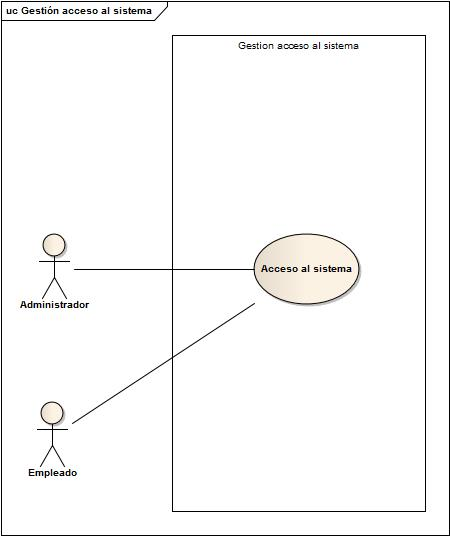 uc Gestión acceso al sistema
Gestion acceso al sistema
Acceso al sistema
Administrador
Empleado